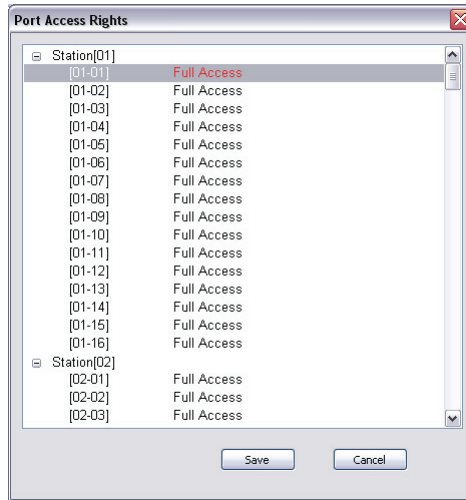 Port Access Rights
Station[01]
[01-01] Full Access
[01-02] Full Access
[01-03] Full Access
[01-04] Full Access
[01-05] Full Access
[01-06] Full Access
[01-07] Full Access
[01-08] Full Access
[01-09] Full Access
[01-10] Full Access
[01-11] Full Access
[01-12] Full Access
[01-13] Full Access
[01-14] Full Access
[01-15] Full Access
[01-16] Full Access
Station[02]
[02-01] Full Access
[02-02] Full Access
[02-03] Full Access
Save Cancel